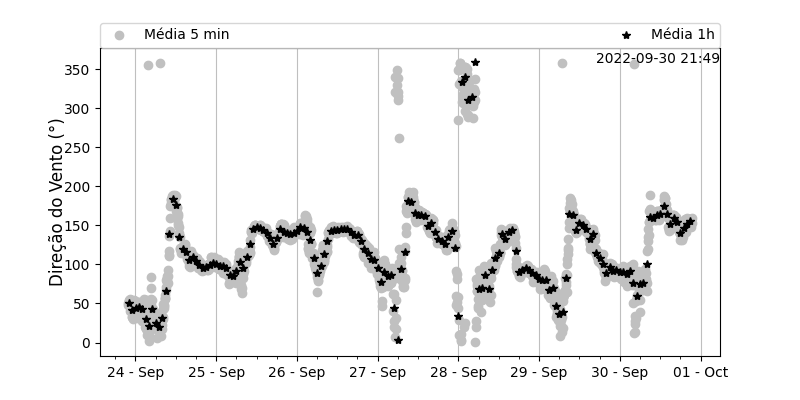 Média 5 min
Média 1h
2022-09-30 21:49
Direção do Vento (°)
350
300
250
200
150
100
50
0
24 - Sep
25 - Sep
26 - Sep
27 - Sep
28 - Sep
29 - Sep
30 - Sep
01 - Oct